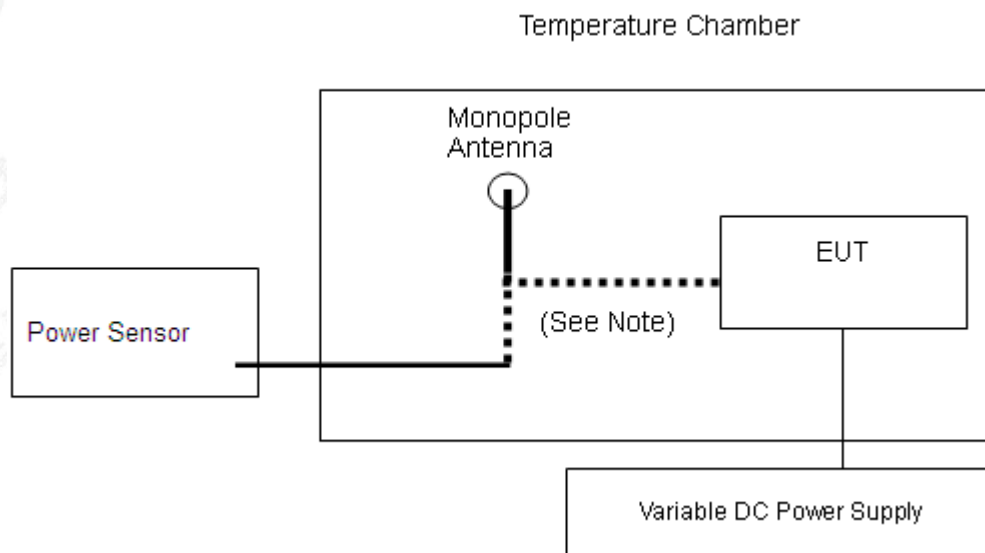 Temperature Chamber
Monopole
Antenna
EUT
(See Note)
Power Sensor
Variable DC Power Supply